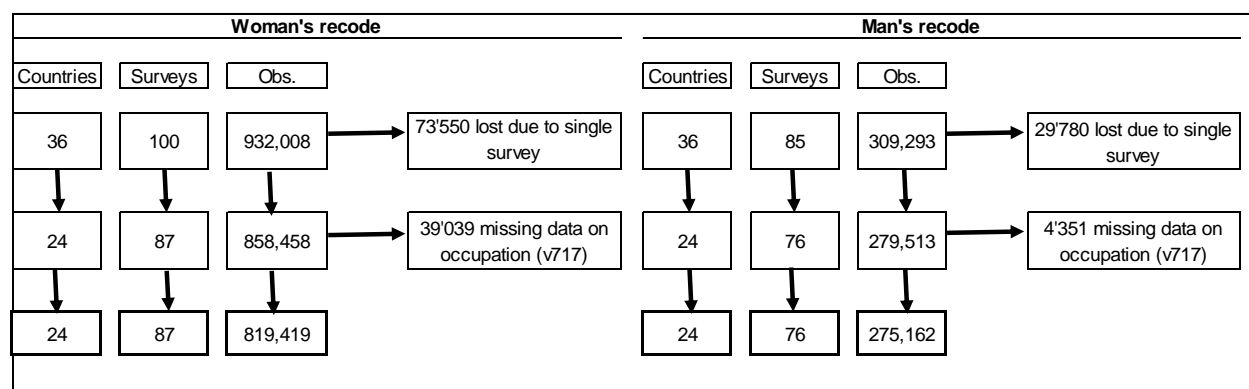 Woman's recode
Man's recode
Countries Surveys Obs.
Countries Surveys Obs.
36 100 932,008 73'550 lost due to single
survey
36 85 309,293 29'780 lost due to single
survey
24 87 858,458 39'039 missing data on
occupation (v717)
24 76 279,513 4'351 missing data on
occupation (v717)
24 87 819,419
24 76 275,162